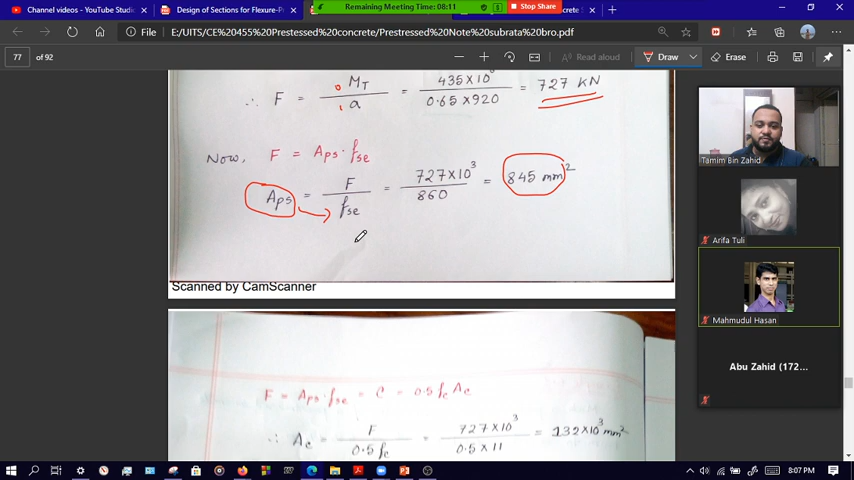 Channel videos - YouTube Studio
Design of Sections for Flexure-P
Remaining Meeting Time: 08:11
Stop Share
File | E:/UITS/CE%20455%20Prestessed%20concrete/Prestressed%20Note%20subrata%20bro.pdf
77 of 92
Read aloud
Draw
Erase
∴ F = M_T / a = 435×10⁶ / 0.65×920 = 727 KN
Now, F = Aps·fse
Aps = F / fse = 727×10³ / 860 = 845 mm²
Scanned by CamScanner
F = Aps·fse = C = 0.5 fc Ac
∴ Ac = F / 0.5 fc = 727×10³ / 0.5×11 = 132×10³ mm²
Tamim Bin Zahid
Arifa Tuli
Mahmudul Hasan
Abu Zahid (172...
8:07 PM